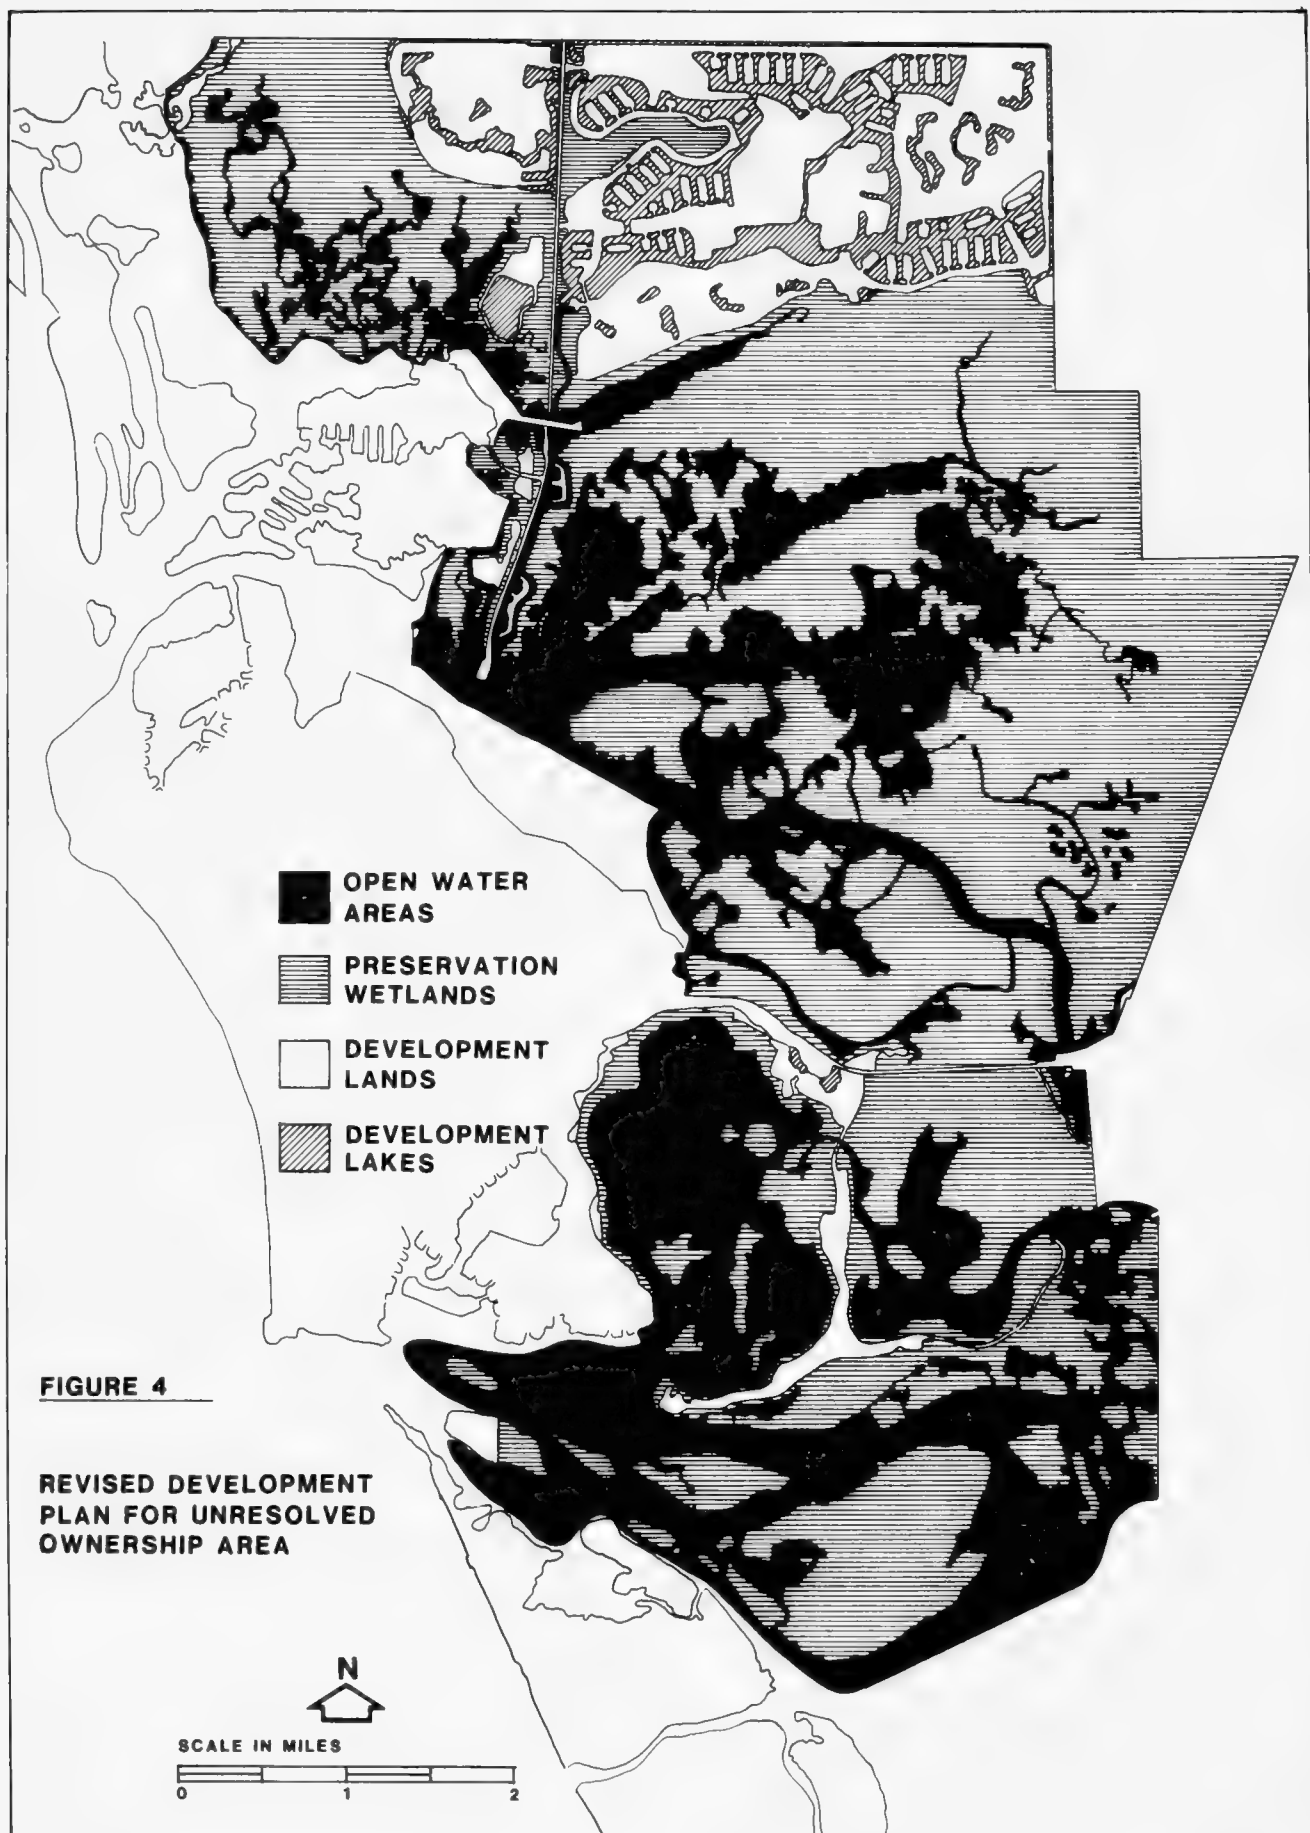 OPEN WATER
AREAS
PRESERVATION
WETLANDS
DEVELOPMENT
LANDS
DEVELOPMENT
LAKES
FIGURE 4
REVISED DEVELOPMENT
PLAN FOR UNRESOLVED
OWNERSHIP AREA
N
SCALE IN MILES
0 1 2